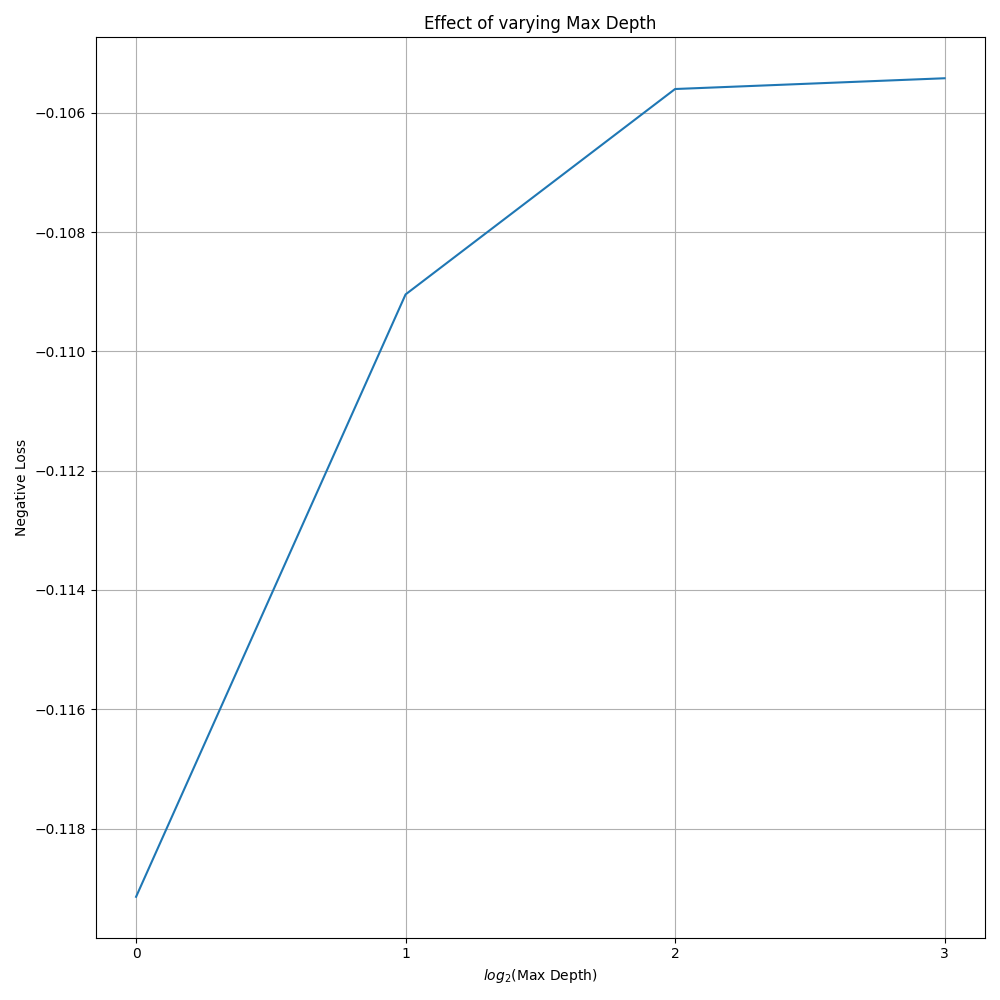 Effect of varying Max Depth
−0.106
−0.108
−0.110
−0.112
−0.114
−0.116
−0.118
Negative Loss
0 1 2 3
log₂(Max Depth)